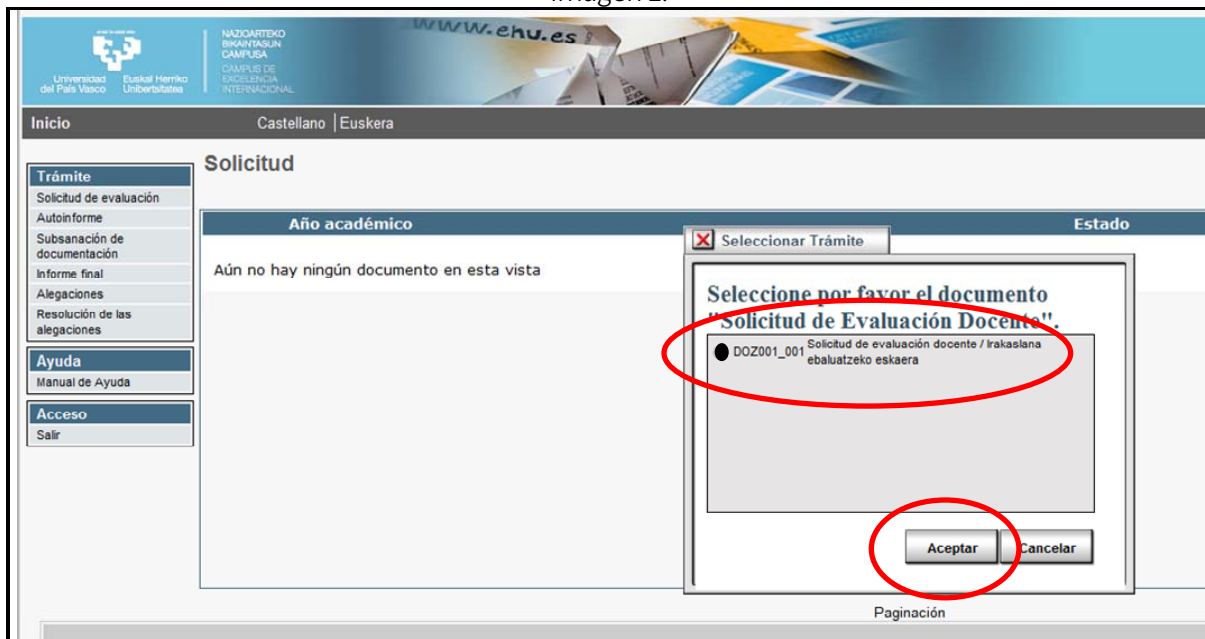 Imagen 2.
www.ehu.es
NAZIOARTEKO
BIKAINTASUN
CAMPUSA
CAMPUS DE
EXCELENCIA
INTERNACIONAL
Universidad
del País Vasco
Euskal Herriko
Unibertsitatea
Inicio
Castellano | Euskera
Solicitud
Trámite
Solicitud de evaluación
Autoinforme
Subsanación de
documentación
Informe final
Alegaciones
Resolución de las
alegaciones
Ayuda
Manual de Ayuda
Acceso
Salir
Año académico
Estado
Aún no hay ningún documento en esta vista
Seleccionar Trámite
Seleccione por favor el documento
"Solicitud de Evaluación Docente".
DOZ001_001 Solicitud de evaluación docente / Irakaslana
ebaluatzeko eskaera
Aceptar
Cancelar
Paginación